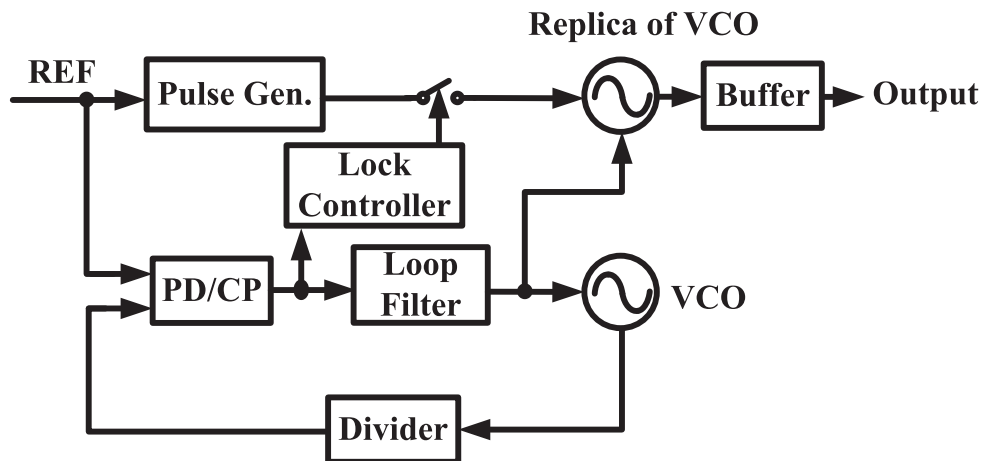 Replica of VCO
REF
Pulse Gen.
Buffer
Output
Lock
Controller
PD/CP
Loop
Filter
VCO
Divider